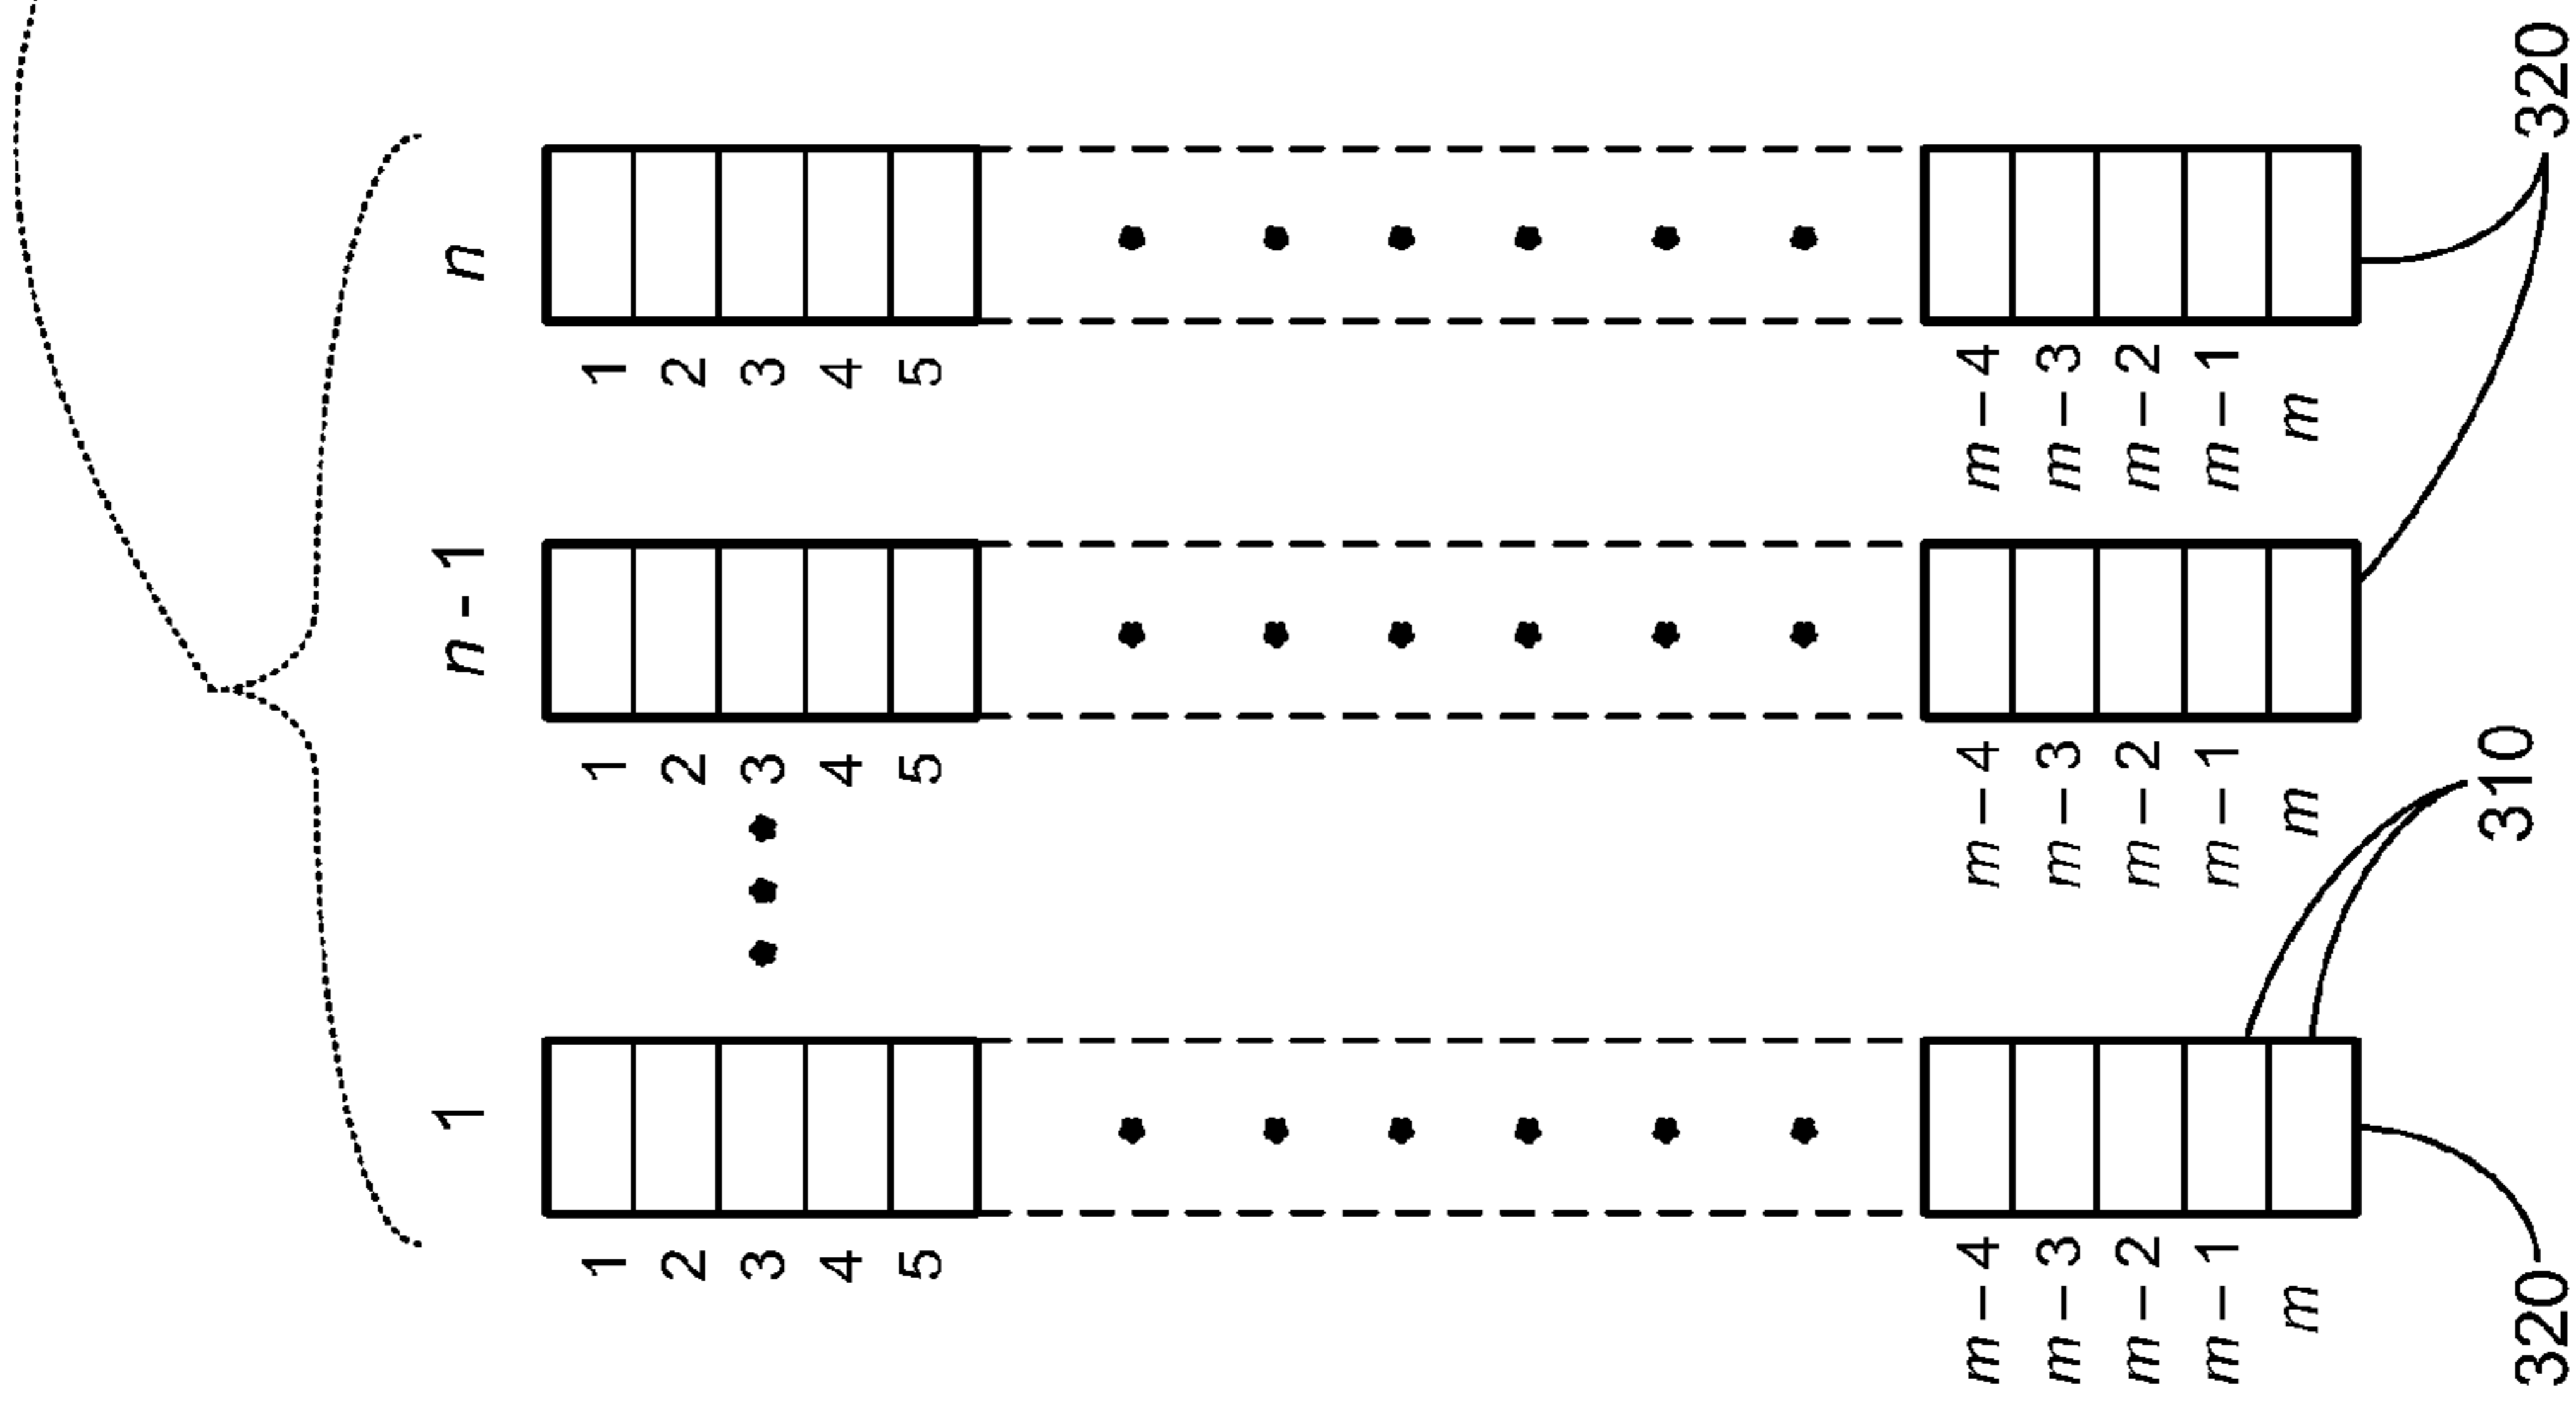 1 n - 1 n
1 1 1
2 2 2
3 3 3
4 4 4
5 5 5
m – 4 m – 4 m – 4
m – 3 m – 3 m – 3
m – 2 m – 2 m – 2
m – 1 m – 1 m – 1
m m m
310
320 320